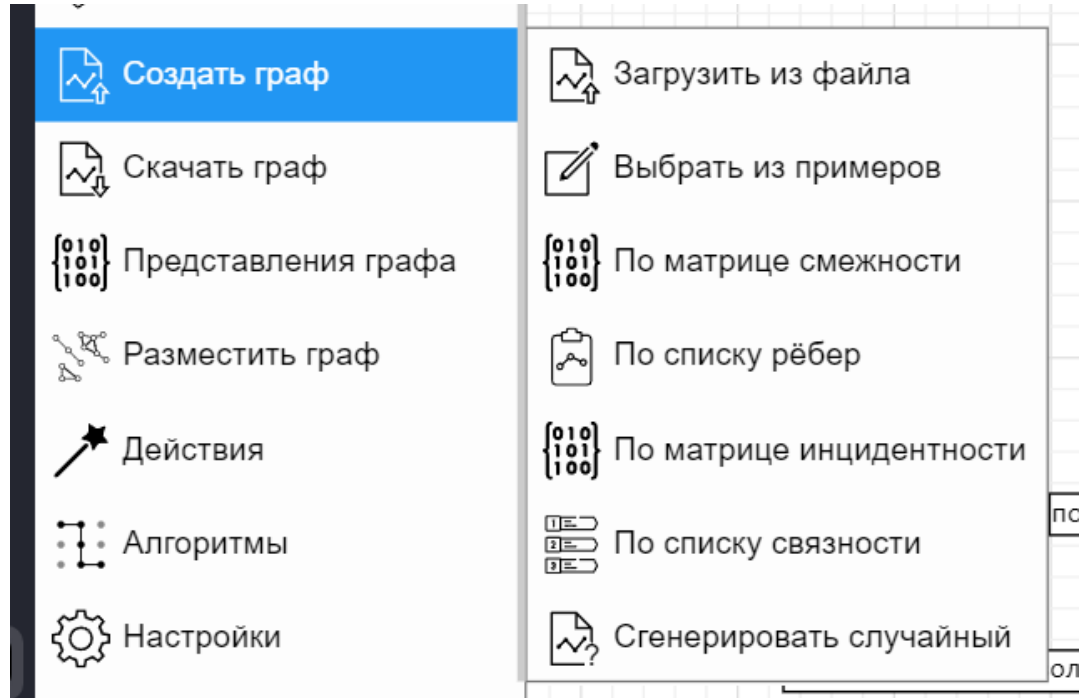 Создать граф
Скачать граф
Представления графа
Разместить граф
Действия
Алгоритмы
Настройки
Загрузить из файла
Выбрать из примеров
По матрице смежности
По списку рёбер
По матрице инцидентности
По списку связности
Сгенерировать случайный